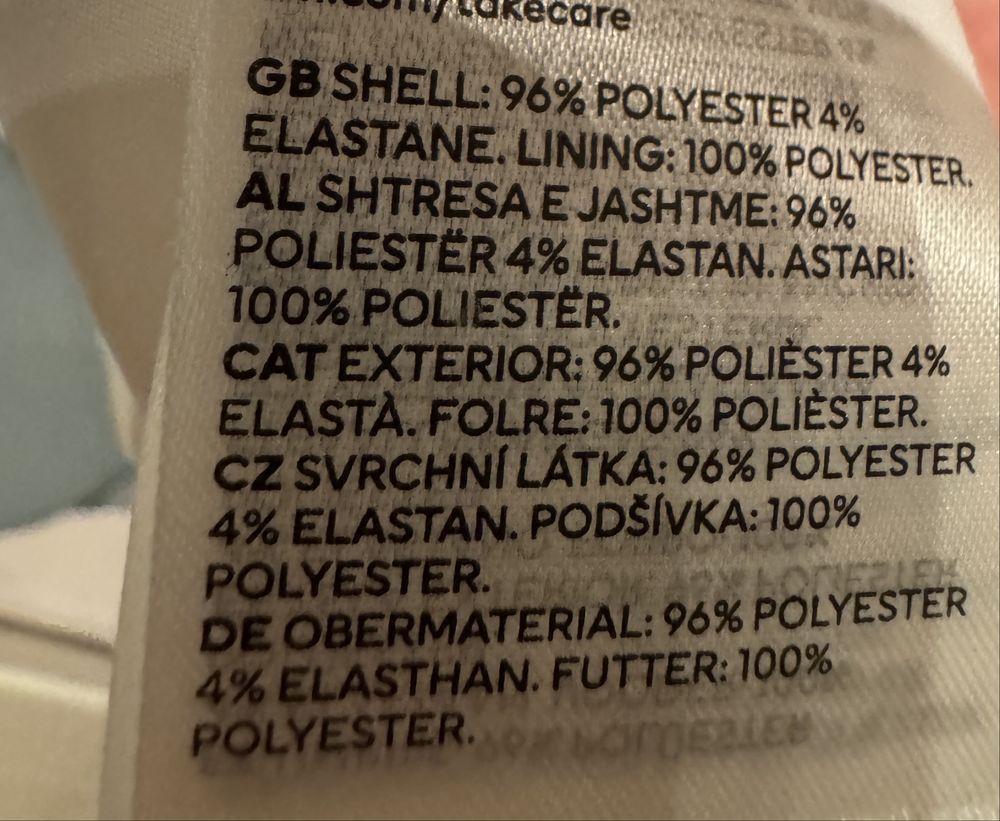 /takecare
GB SHELL: 96% POLYESTER 4%
ELASTANE. LINING: 100% POLYESTER.
AL SHTRESA E JASHTME: 96%
POLIESTËR 4% ELASTAN. ASTARI:
100% POLIESTËR.
CAT EXTERIOR: 96% POLIÈSTER 4%
ELASTÀ. FOLRE: 100% POLIÈSTER.
CZ SVRCHNÍ LÁTKA: 96% POLYESTER
4% ELASTAN. PODŠÍVKA: 100%
POLYESTER.
DE OBERMATERIAL: 96% POLYESTER
4% ELASTHAN. FUTTER: 100%
POLYESTER.